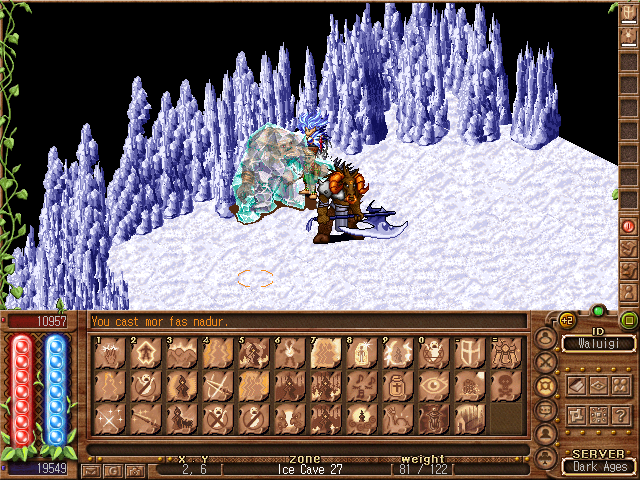 10957
You cast mor fas nadur.
+2
ID
Waluigi
1 2 3 4 5 6 7 8 9 0 - =
SERVER
Dark Ages
19549
G
?
x , y
zone
weight
2, 6
Ice Cave 27
81 / 122